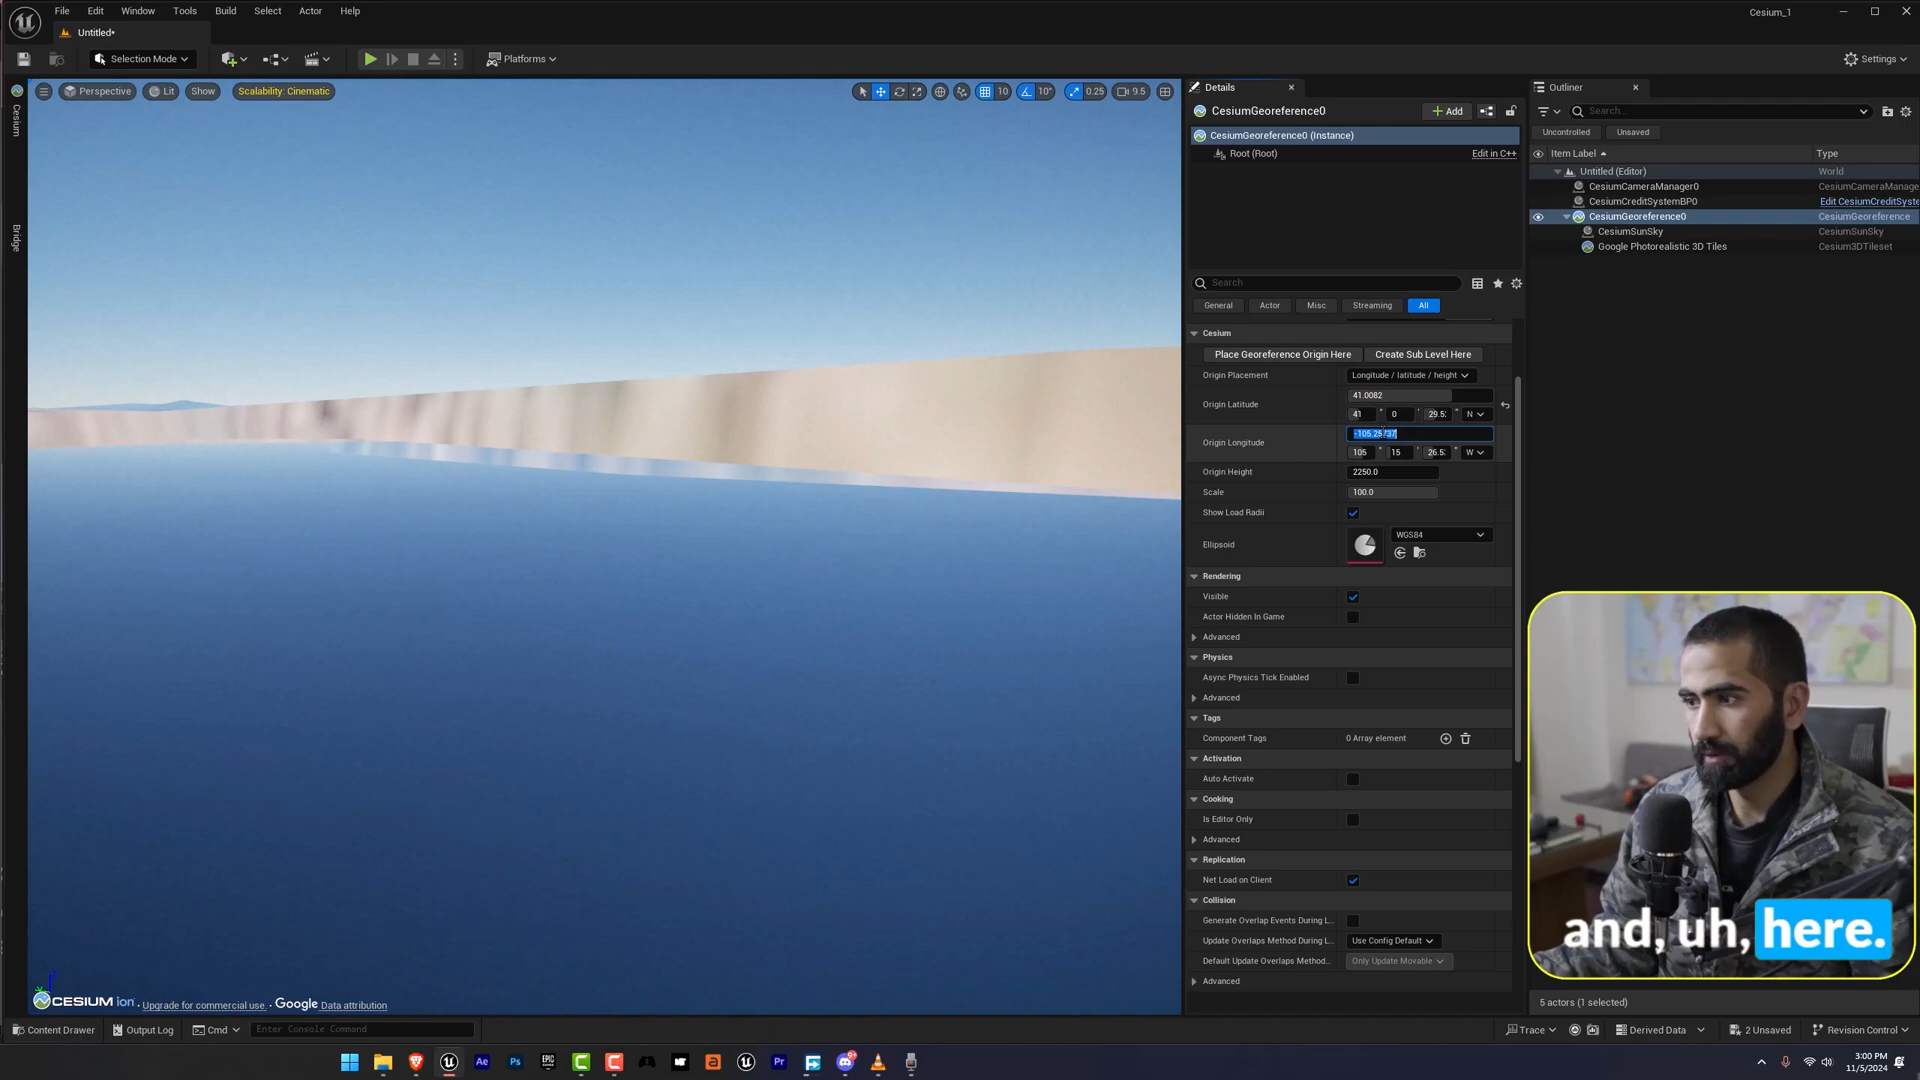 File Edit Window Tools Build Select Actor Help
Cesium_1
Untitled*
Selection Mode
Platforms
Settings
Perspective Lit Show Scalability: Cinematic
10 10° 0.25 9.5
Cesium
Bridge
Details
CesiumGeoreference0
Add
CesiumGeoreference0 (Instance)
Root (Root)
Edit in C++
Search
General Actor Misc Streaming All
Cesium
Place Georeference Origin Here Create Sub Level Here
Origin Placement Longitude / latitude / height
Origin Latitude 41.0082
41 ° 0 ' 29.5 " N
Origin Longitude
105 ° 15 ' 26.5 " W
Origin Height 2250.0
Scale 100.0
Show Load Radii
Ellipsoid WGS84
Rendering
Visible
Actor Hidden In Game
Advanced
Physics
Async Physics Tick Enabled
Advanced
Tags
Component Tags 0 Array element
Activation
Auto Activate
Cooking
Is Editor Only
Advanced
Replication
Net Load on Client
Collision
Generate Overlap Events During L...
Update Overlaps Method During L... Use Config Default
Default Update Overlaps Method... Only Update Movable
Advanced
Outliner
Search...
Uncontrolled Unsaved
Item Label Type
Untitled (Editor) World
CesiumCameraManager0 CesiumCameraManage
CesiumCreditSystemBP0 Edit CesiumCreditSyste
CesiumGeoreference0 CesiumGeoreference
CesiumSunSky CesiumSunSky
Google Photorealistic 3D Tiles Cesium3DTileset
and, uh, here.
5 actors (1 selected)
CESIUM ion Upgrade for commercial use. • Google Data attribution
Content Drawer Output Log Cmd Enter Console Command
Trace Derived Data 2 Unsaved Revision Control
Ae Ps EPIC GAMES Pr
3:00 PM
11/5/2024